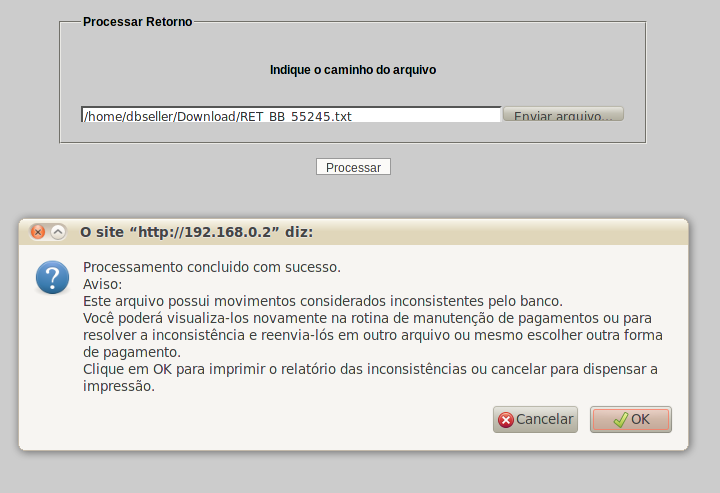 Processar Retorno
Indique o caminho do arquivo
/home/dbseller/Download/RET_BB_55245.txt
Enviar arquivo...
Processar
O site “http://192.168.0.2” diz:
Processamento concluido com sucesso.
Aviso:
Este arquivo possui movimentos considerados inconsistentes pelo banco.
Você poderá visualiza-los novamente na rotina de manutenção de pagamentos ou para
resolver a inconsistência e reenvia-lós em outro arquivo ou mesmo escolher outra forma
de pagamento.
Clique em OK para imprimir o relatório das inconsistências ou cancelar para dispensar a
impressão.
Cancelar
OK